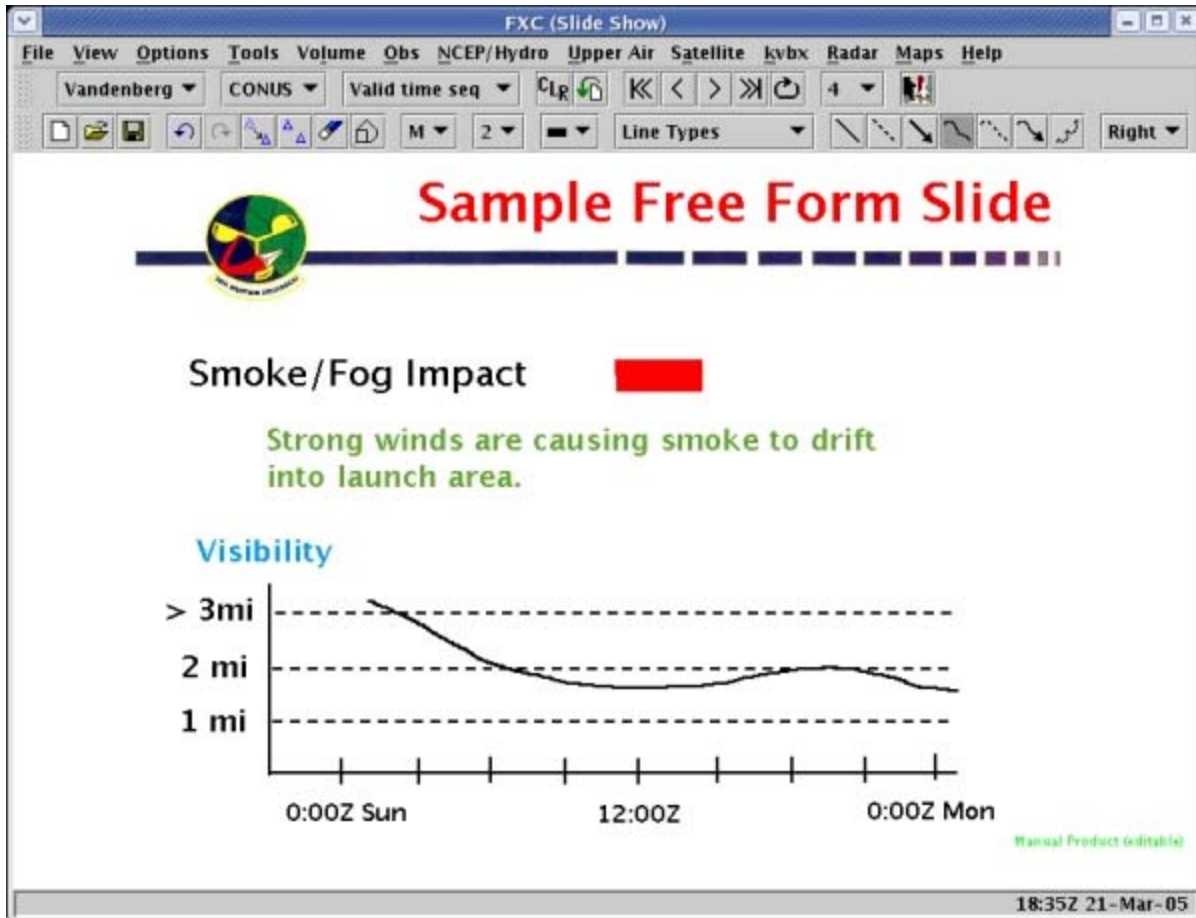 FXC (Slide Show)
File View Options Tools Volume Obs NCEP/Hydro Upper Air Satellite kvbx Radar Maps Help
Vandenberg CONUS Valid time seq CLR 4
M 2 Line Types Right
Sample Free Form Slide
Smoke/Fog Impact
Strong winds are causing smoke to drift
into launch area.
Visibility
> 3mi
2 mi
1 mi
0:00Z Sun 12:00Z 0:00Z Mon
Manual Product (editable)
18:35Z 21-Mar-05